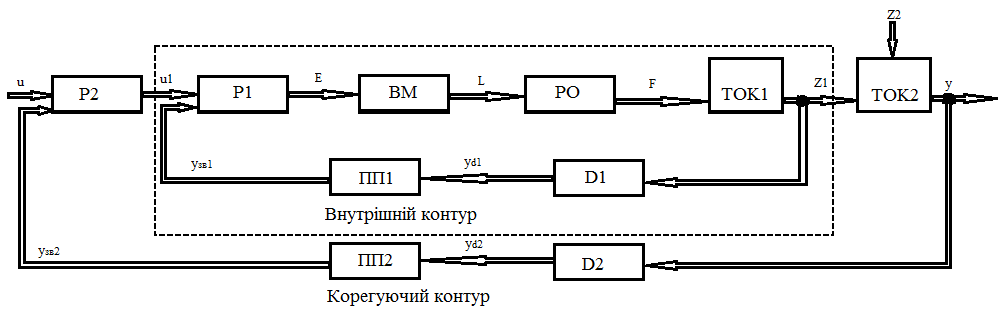 Z2
u
P2
u1
P1
E
ВМ
L
РО
F
ТОК1
Z1
ТОК2
y
yзв1
ПП1
yd1
D1
Внутрішній контур
yзв2
ПП2
yd2
D2
Корегуючий контур